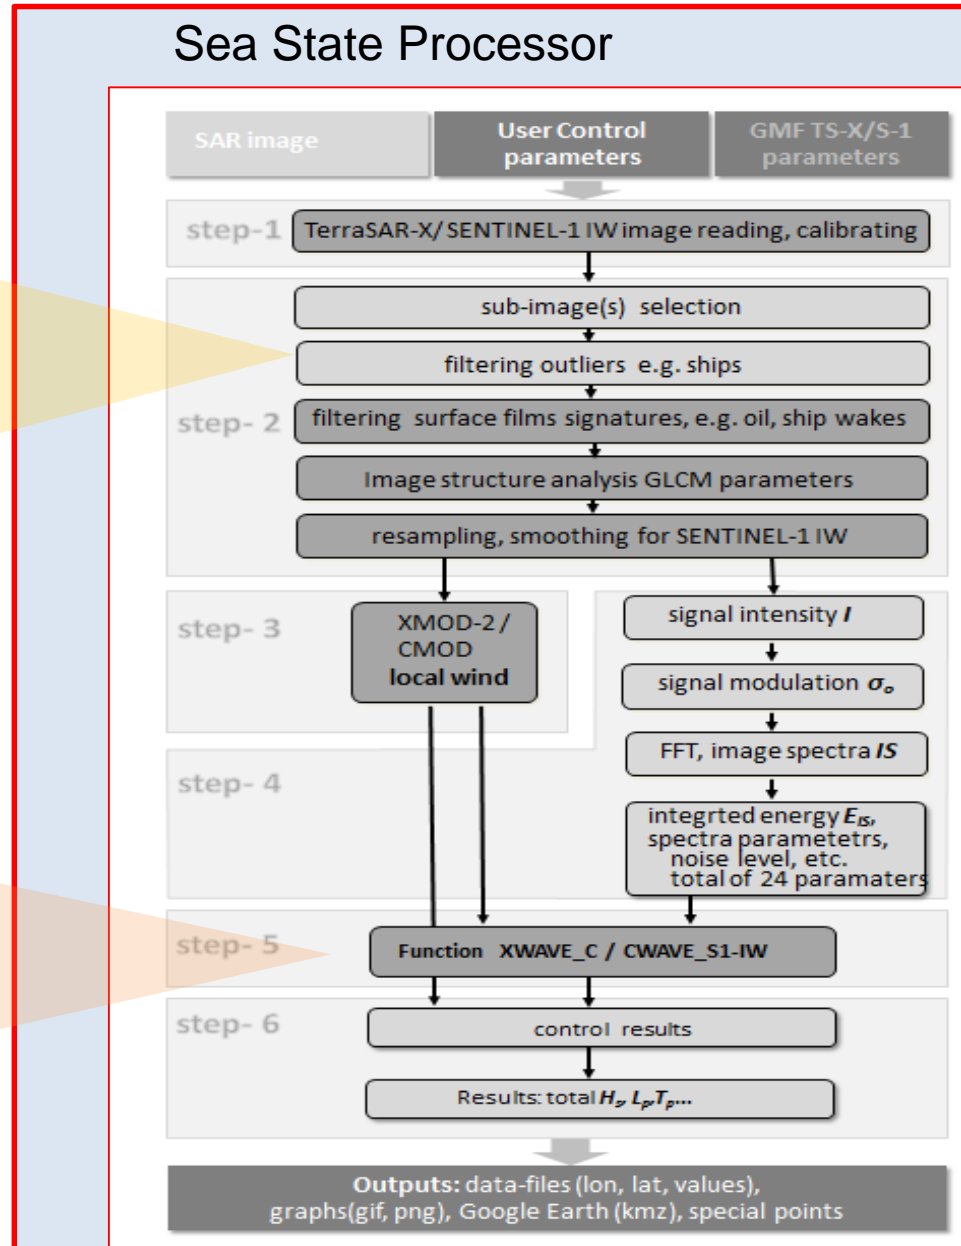 Sea State Processor
SAR image
User Control
parameters
GMF TS-X/S-1
parameters
step-1
TerraSAR-X/ SENTINEL-1 IW image reading, calibrating
step- 2
sub-image(s) selection
filtering outliers e.g. ships
filtering surface films signatures, e.g. oil, ship wakes
Image structure analysis GLCM parameters
resampling, smoothing for SENTINEL-1 IW
step- 3
XMOD-2 /
CMOD
local wind
step- 4
signal intensity I
signal modulation σₒ
FFT, image spectra IS
integrted energy E_IS,
spectra parametetrs,
noise level, etc.
total of 24 paramaters
step- 5
Function XWAVE_C / CWAVE_S1-IW
step- 6
control results
Results: total Hs, Lp,Tp...
Outputs: data-files (lon, lat, values),
graphs(gif, png), Google Earth (kmz), special points